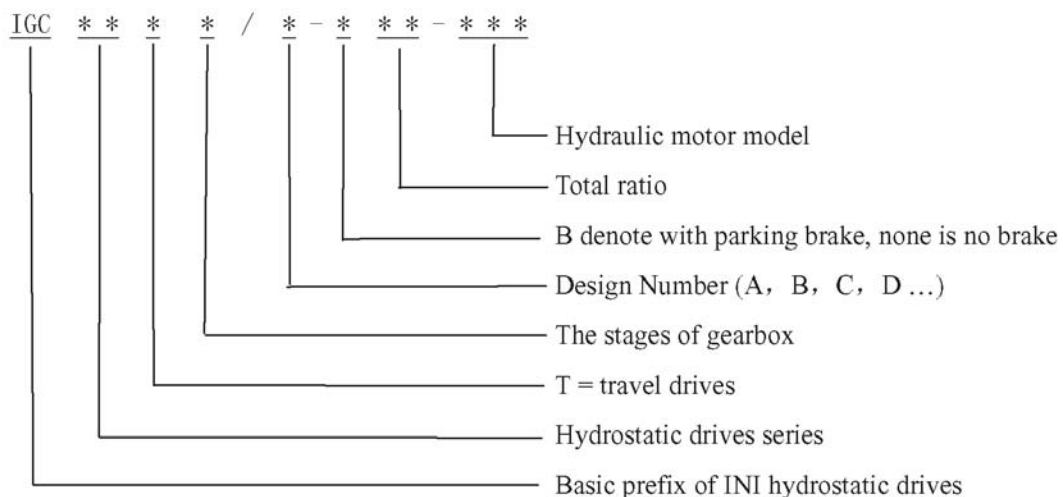 IGC ** * * / * - * ** - ***
Hydraulic motor model
Total ratio
B denote with parking brake, none is no brake
Design Number (A，B，C，D ...)
The stages of gearbox
T = travel drives
Hydrostatic drives series
Basic prefix of INI hydrostatic drives